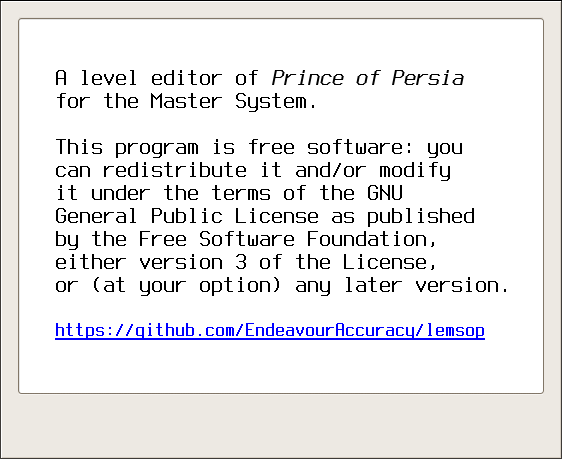 A level editor of Prince of Persia
for the Master System.
This program is free software: you
can redistribute it and/or modify
it under the terms of the GNU
General Public License as published
by the Free Software Foundation,
either version 3 of the License,
or (at your option) any later version.
https://github.com/EndeavourAccuracy/lemsop